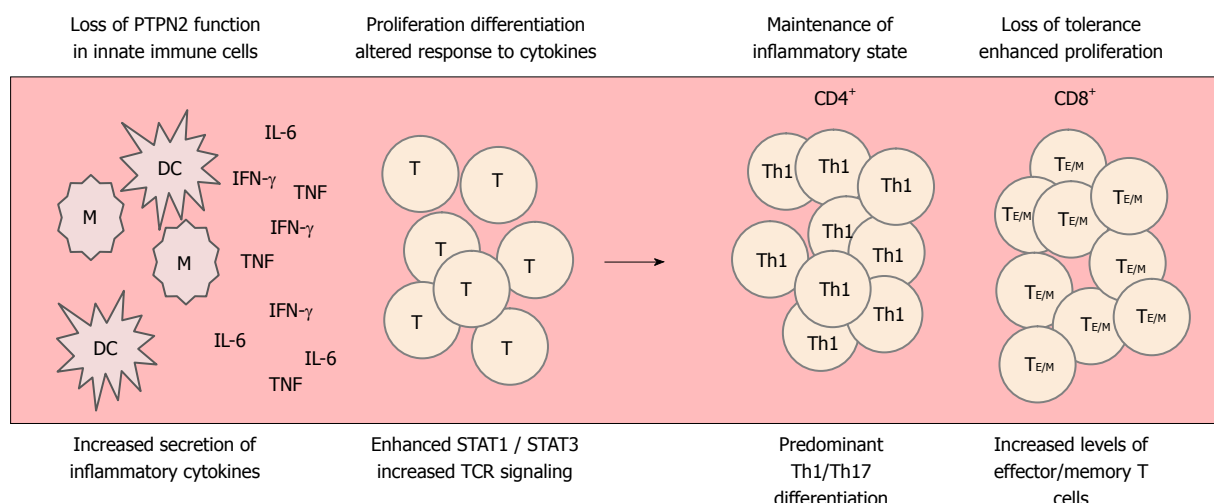 Loss of PTPN2 function
in innate immune cells
Proliferation differentiation
altered response to cytokines
Maintenance of
inflammatory state
Loss of tolerance
enhanced proliferation
DC
M
M
DC
IL-6
IFN-γ
TNF
IFN-γ
TNF
IFN-γ
IL-6
IL-6
TNF
T
T
T
T
T
T
T
CD4+
Th1
Th1
Th1
Th1
Th1
Th1
Th1
Th1
Th1
CD8+
TE/M
TE/M
TE/M
TE/M
TE/M
TE/M
TE/M
TE/M
TE/M
Increased secretion of
inflammatory cytokines
Enhanced STAT1 / STAT3
increased TCR signaling
Predominant
Th1/Th17
differentiation
Increased levels of
effector/memory T
cells